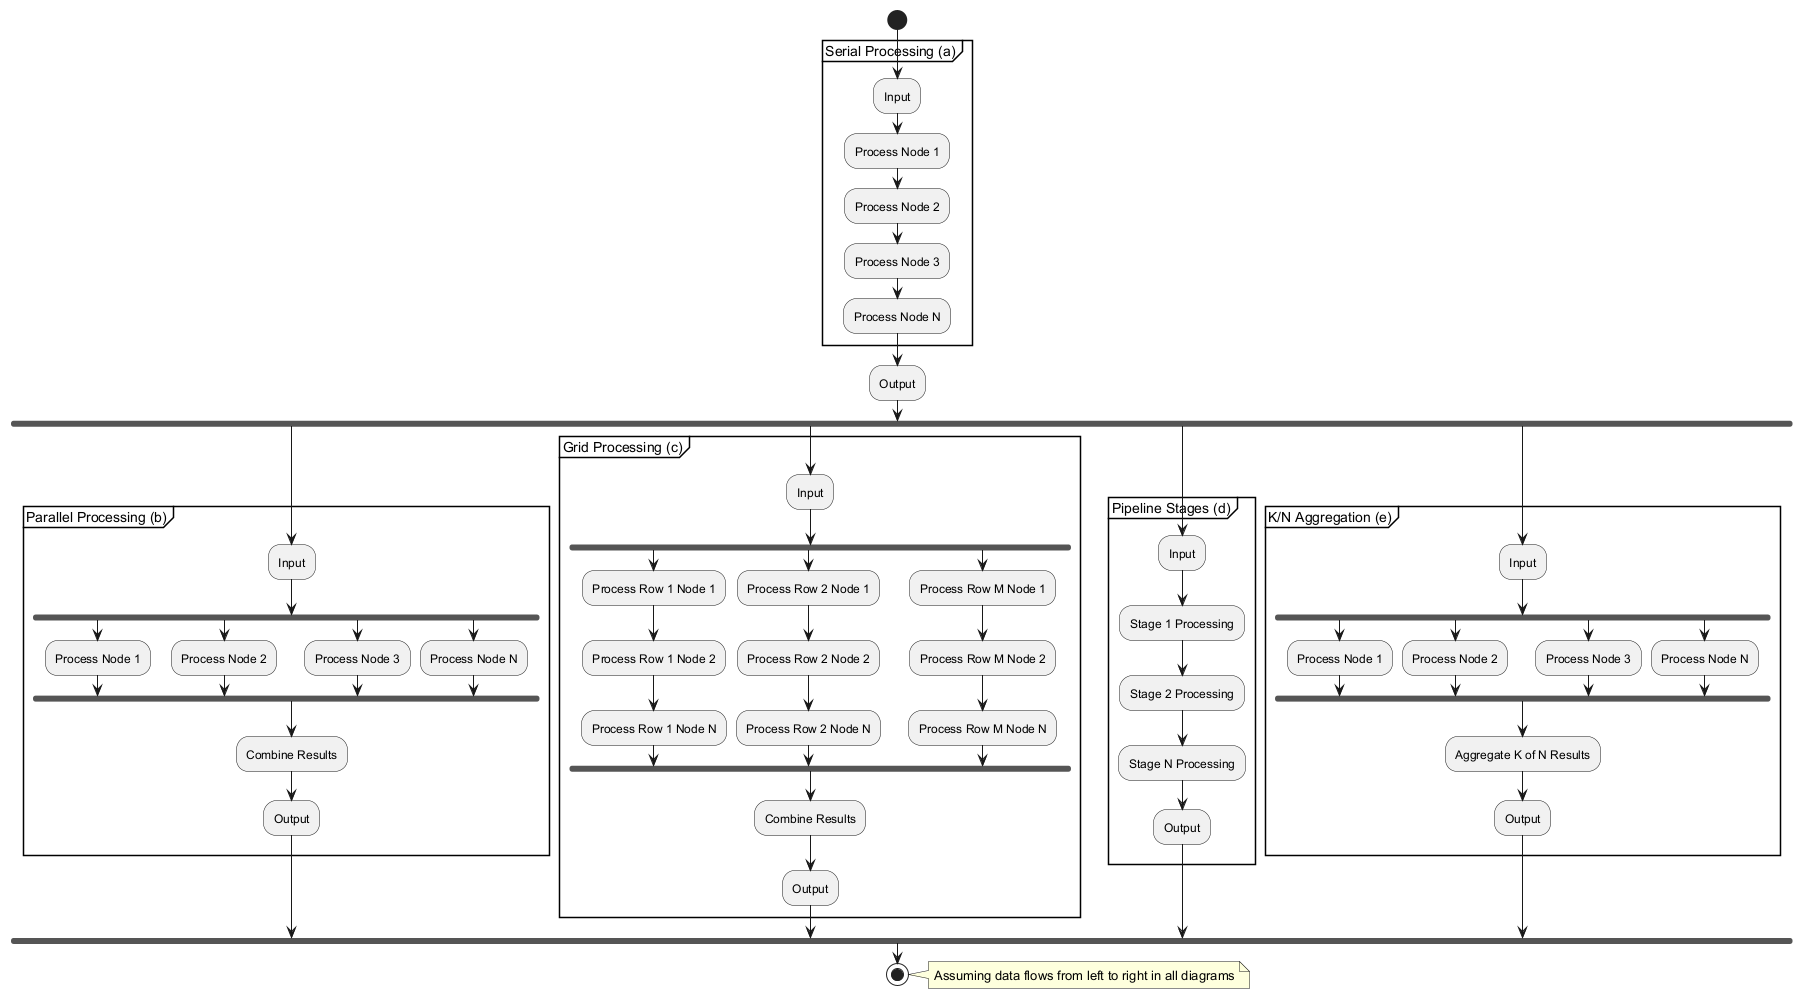 Serial Processing (a)
Input
Process Node 1
Process Node 2
Process Node 3
Process Node N
Output
Parallel Processing (b)
Input
Process Node 1
Process Node 2
Process Node 3
Process Node N
Combine Results
Output
Grid Processing (c)
Input
Process Row 1 Node 1
Process Row 2 Node 1
Process Row M Node 1
Process Row 1 Node 2
Process Row 2 Node 2
Process Row M Node 2
Process Row 1 Node N
Process Row 2 Node N
Process Row M Node N
Combine Results
Output
Pipeline Stages (d)
Input
Stage 1 Processing
Stage 2 Processing
Stage N Processing
Output
K/N Aggregation (e)
Input
Process Node 1
Process Node 2
Process Node 3
Process Node N
Aggregate K of N Results
Output
Assuming data flows from left to right in all diagrams